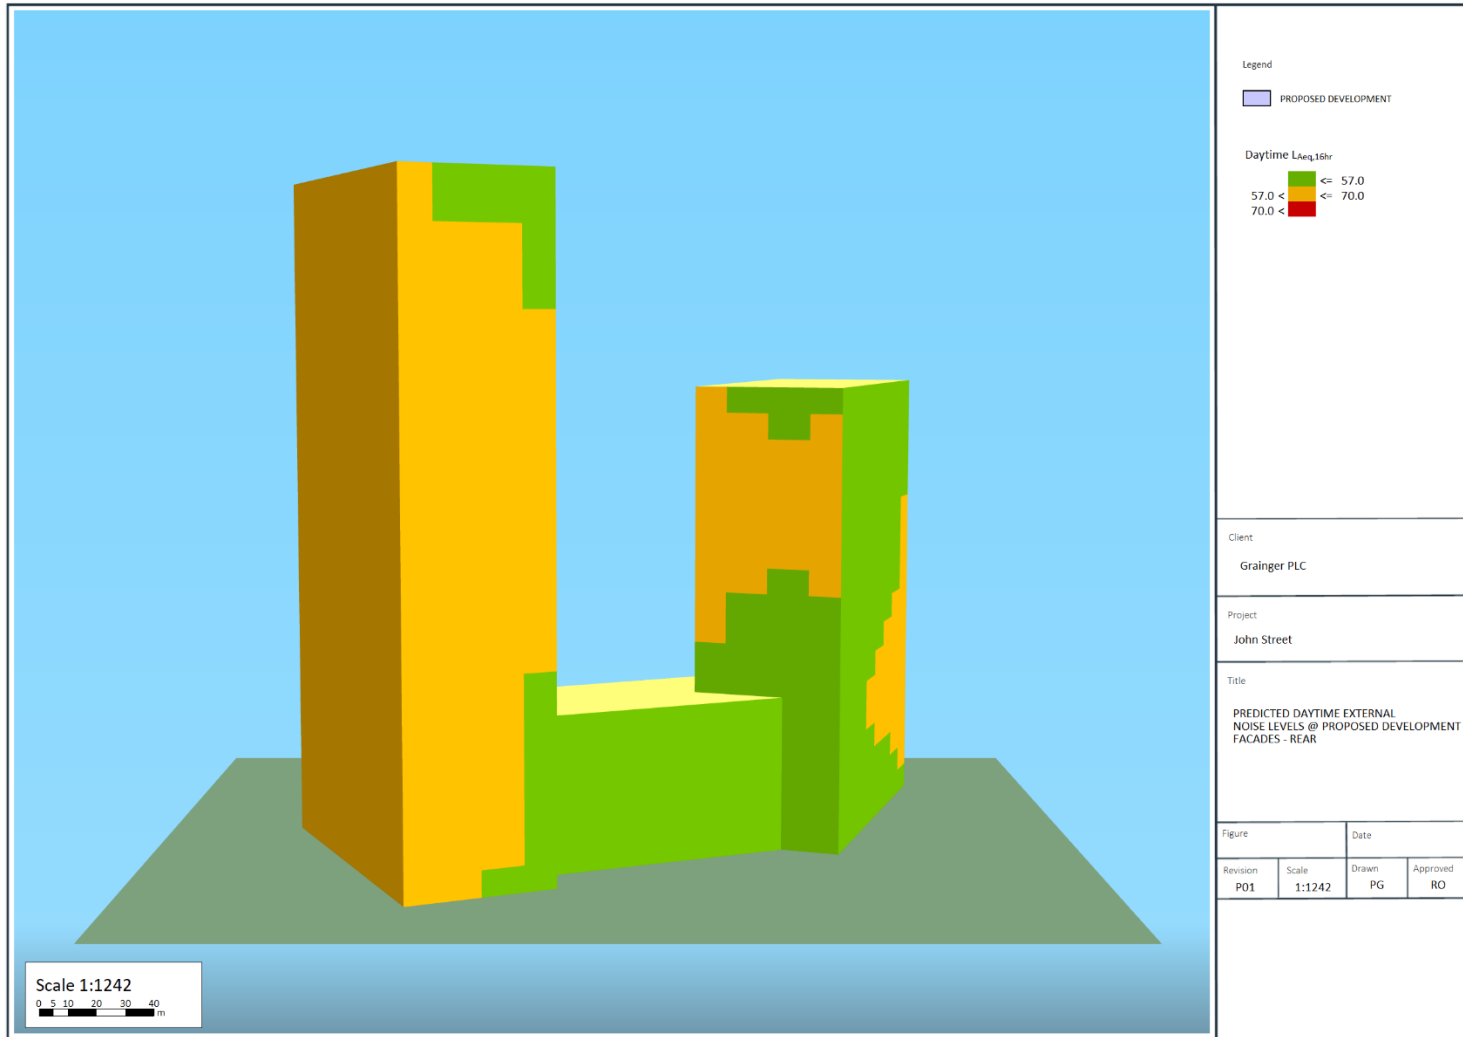 Legend
PROPOSED DEVELOPMENT
Daytime LAeq,16hr
<= 57.0
57.0 < <= 70.0
70.0 <
Client
Grainger PLC
Project
John Street
Title
PREDICTED DAYTIME EXTERNAL
NOISE LEVELS @ PROPOSED DEVELOPMENT
FACADES - REAR
Figure Date
Revision Scale Drawn Approved
P01 1:1242 PG RO
Scale 1:1242
0 5 10 20 30 40
m